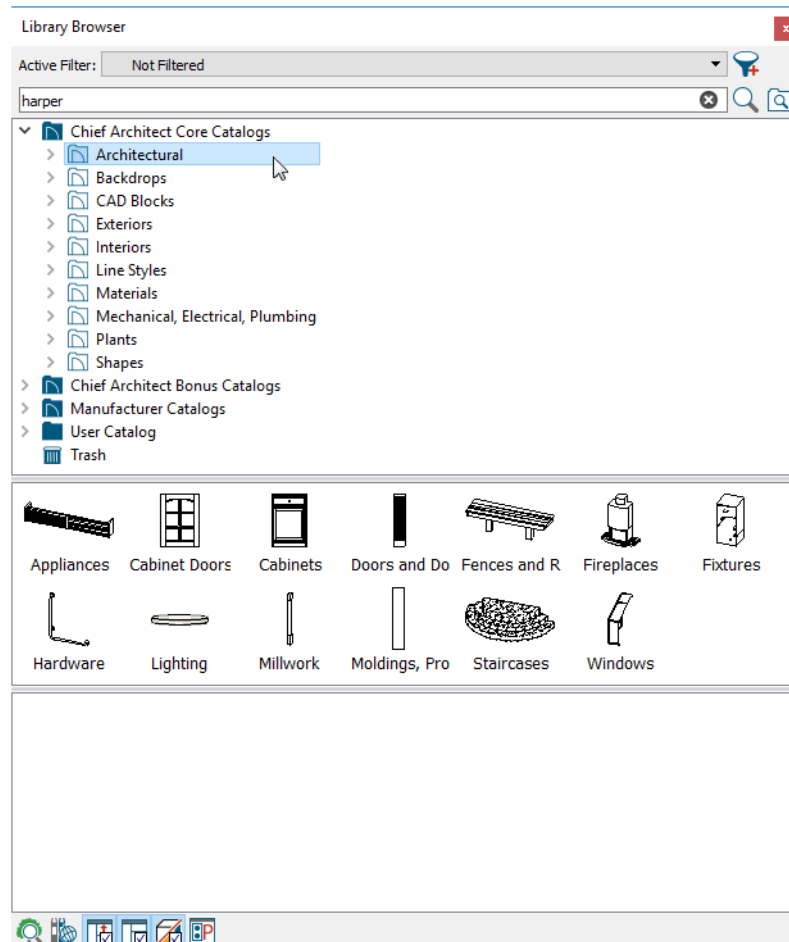 Library Browser
Active Filter: Not Filtered
harper
Chief Architect Core Catalogs
Architectural
Backdrops
CAD Blocks
Exteriors
Interiors
Line Styles
Materials
Mechanical, Electrical, Plumbing
Plants
Shapes
Chief Architect Bonus Catalogs
Manufacturer Catalogs
User Catalog
Trash
Appliances Cabinet Doors Cabinets Doors and Do Fences and R Fireplaces Fixtures
Hardware Lighting Millwork Moldings, Pro Staircases Windows
P